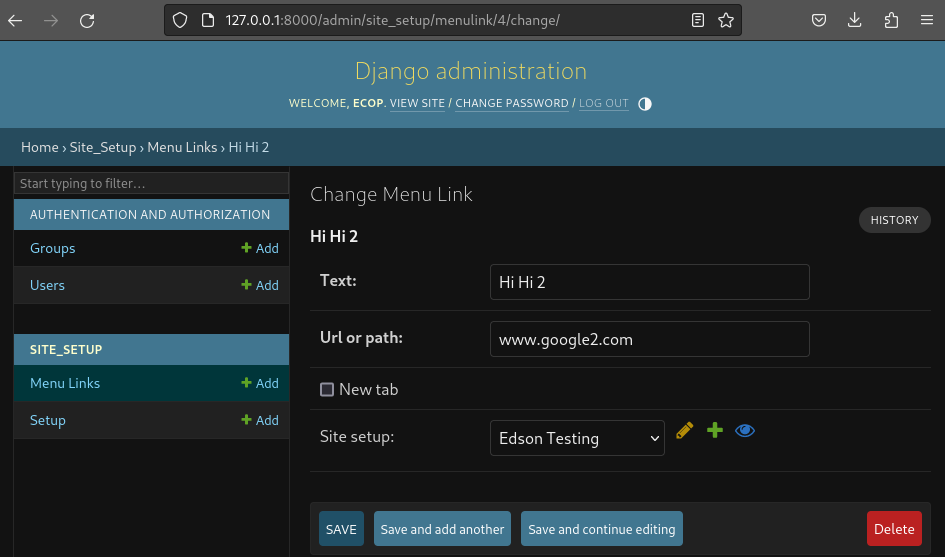 127.0.0.1:8000/admin/site_setup/menulink/4/change/
Django administration
WELCOME, ECOP. VIEW SITE / CHANGE PASSWORD / LOG OUT
Home › Site_Setup › Menu Links › Hi Hi 2
Start typing to filter…
AUTHENTICATION AND AUTHORIZATION
Groups + Add
Users + Add
SITE_SETUP
Menu Links + Add
Setup + Add
Change Menu Link
HISTORY
Hi Hi 2
Text: Hi Hi 2
Url or path: www.google2.com
New tab
Site setup: Edson Testing
SAVE Save and add another Save and continue editing Delete